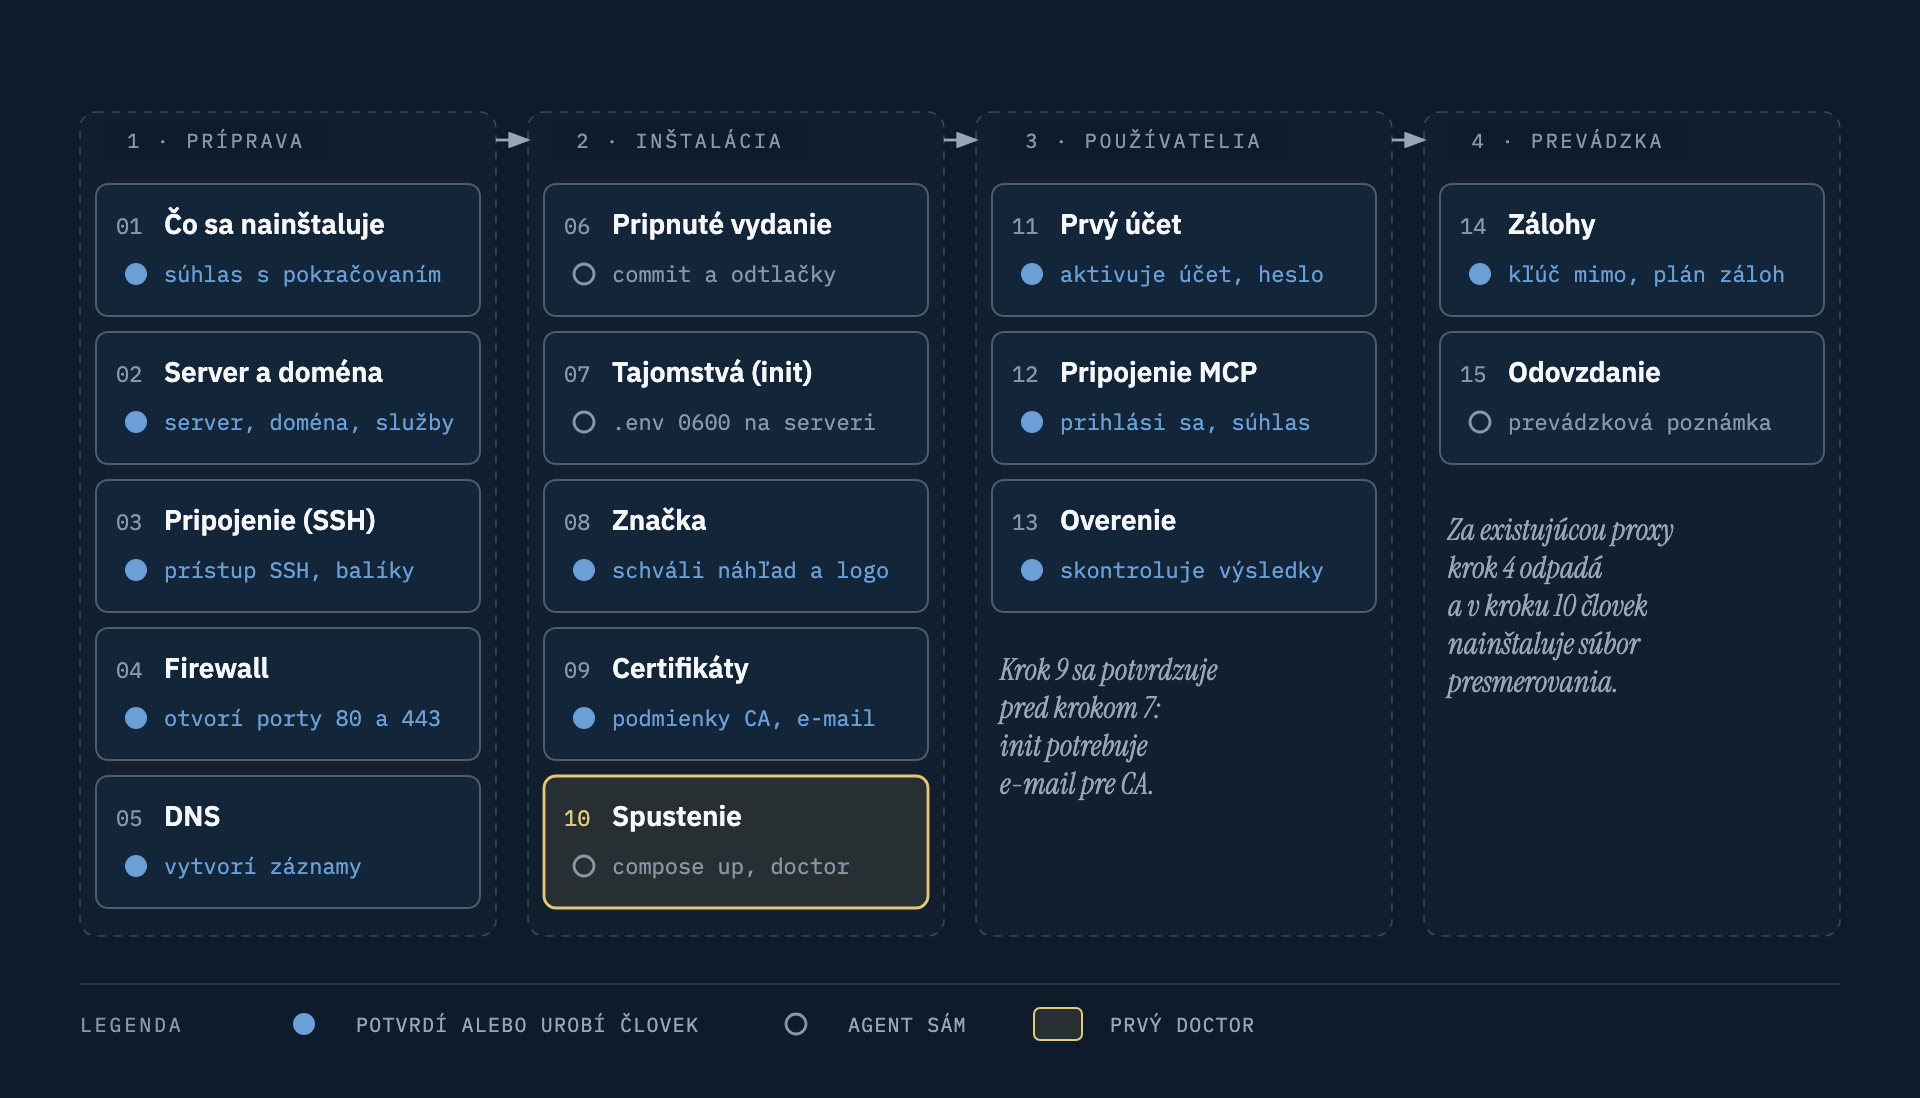 1 · PRÍPRAVA
01 Čo sa nainštaluje
súhlas s pokračovaním
02 Server a doména
server, doména, služby
03 Pripojenie (SSH)
prístup SSH, balíky
04 Firewall
otvorí porty 80 a 443
05 DNS
vytvorí záznamy
2 · INŠTALÁCIA
06 Pripnuté vydanie
commit a odtlačky
07 Tajomstvá (init)
.env 0600 na serveri
08 Značka
schváli náhľad a logo
09 Certifikáty
podmienky CA, e-mail
10 Spustenie
compose up, doctor
3 · POUŽÍVATELIA
11 Prvý účet
aktivuje účet, heslo
12 Pripojenie MCP
prihlási sa, súhlas
13 Overenie
skontroluje výsledky
Krok 9 sa potvrdzuje
pred krokom 7:
init potrebuje
e-mail pre CA.
4 · PREVÁDZKA
14 Zálohy
kľúč mimo, plán záloh
15 Odovzdanie
prevádzková poznámka
Za existujúcou proxy
krok 4 odpadá
a v kroku 10 človek
nainštaluje súbor
presmerovania.
LEGENDA
POTVRDÍ ALEBO UROBÍ ČLOVEK
AGENT SÁM
PRVÝ DOCTOR